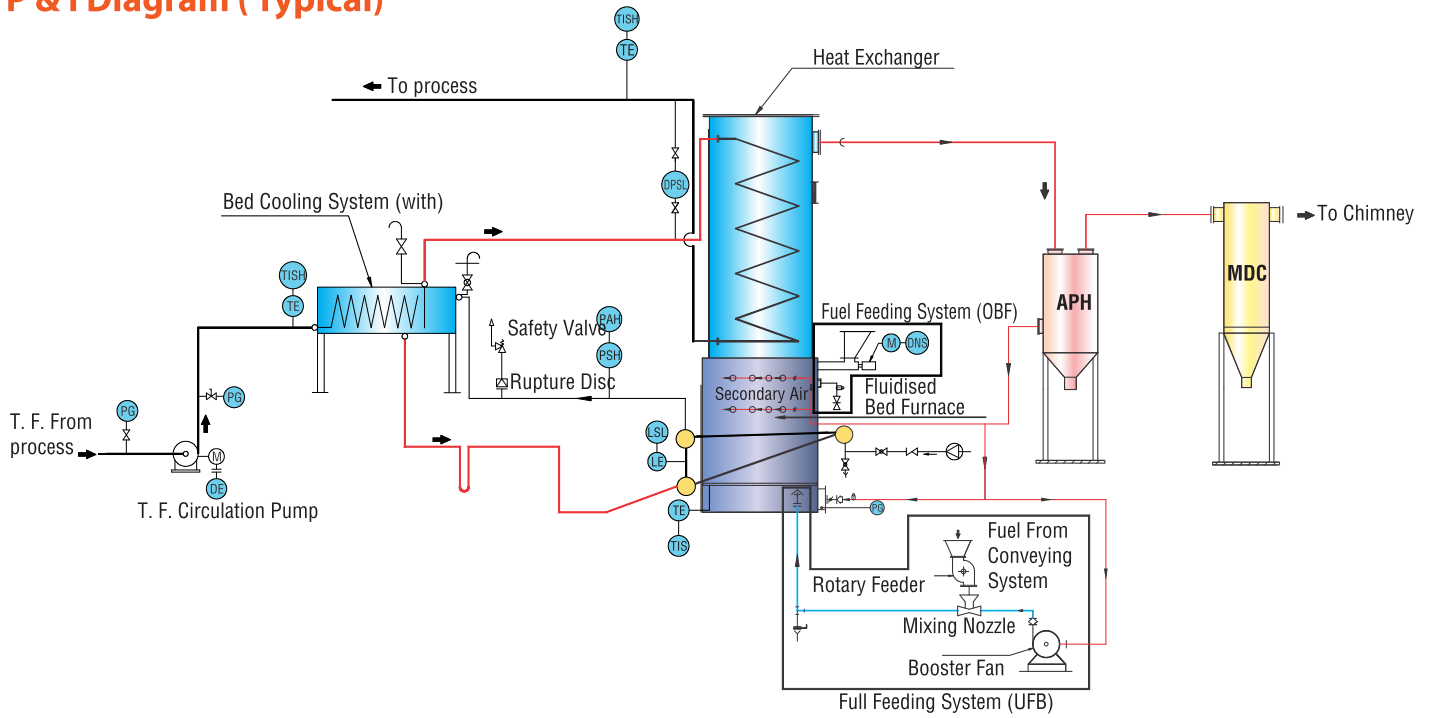 P & I Diagram ( Typical)
TISH
TE
Heat Exchanger
To process
DPSL
Bed Cooling System (with)
To Chimney
TISH
TE
MDC
APH
Fuel Feeding System (OBF)
Safety Valve
PAH
PSH
M
DNS
Rupture Disc
Secondary Air
Fluidised
Bed Furnace
PG
PG
T. F. From
process
M
DE
T. F. Circulation Pump
LSL
LE
TE
TIS
PG
Fuel From
Conveying
System
Rotary Feeder
Mixing Nozzle
Booster Fan
Full Feeding System (UFB)